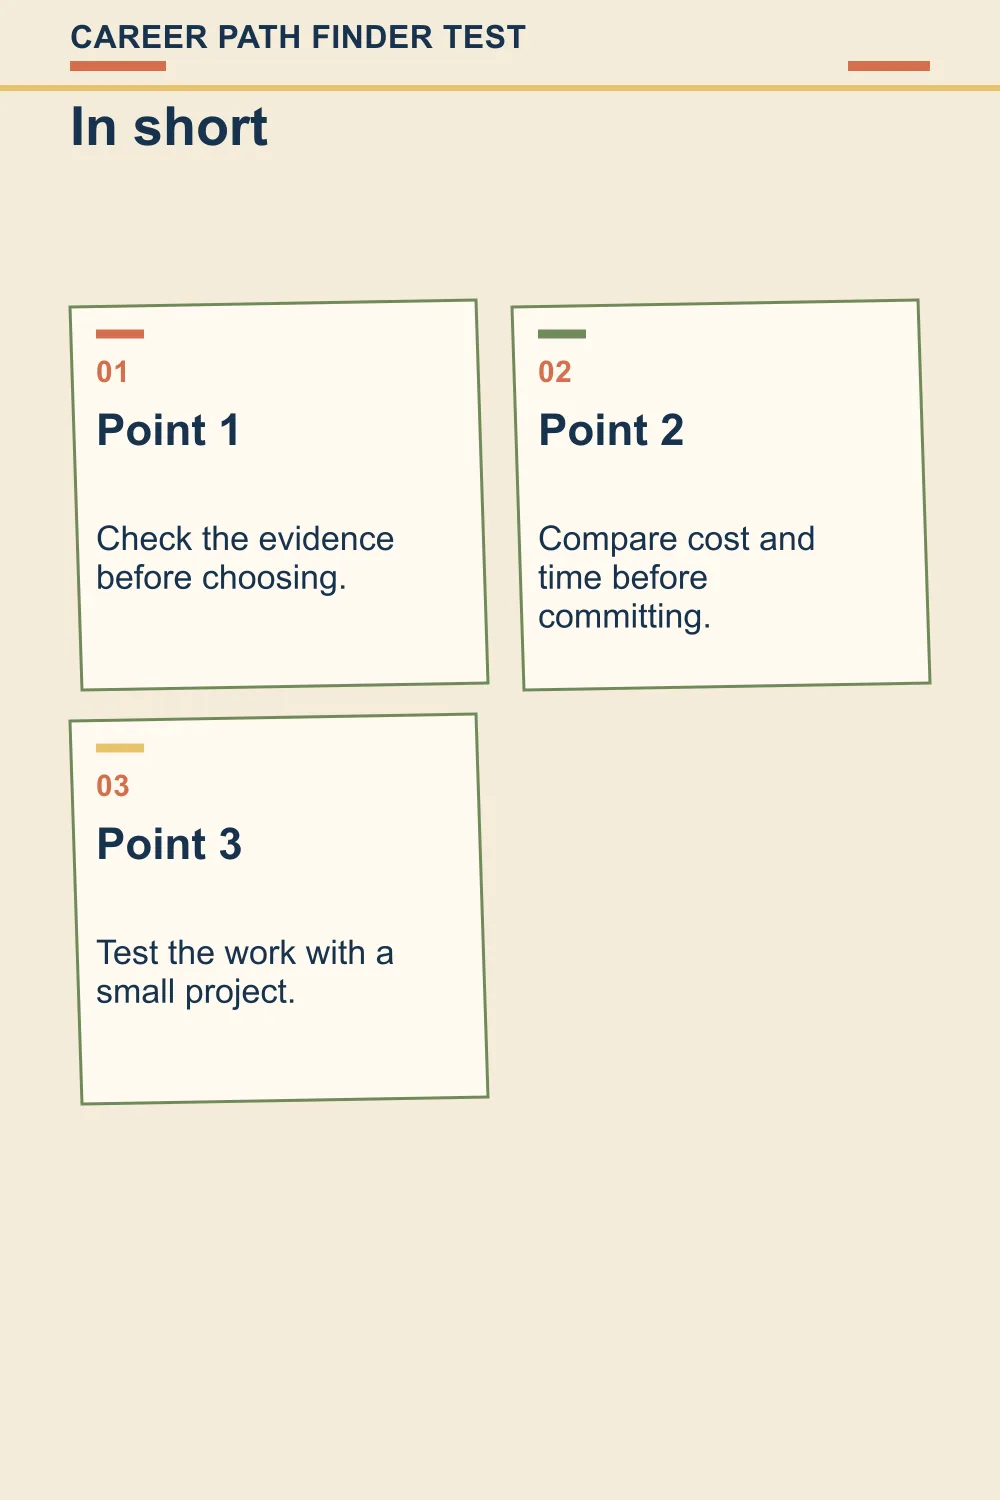 CAREER PATH FINDER TEST
In short
01
Point 1
Check the evidence
before choosing.
02
Point 2
Compare cost and
time before
committing.
03
Point 3
Test the work with a
small project.